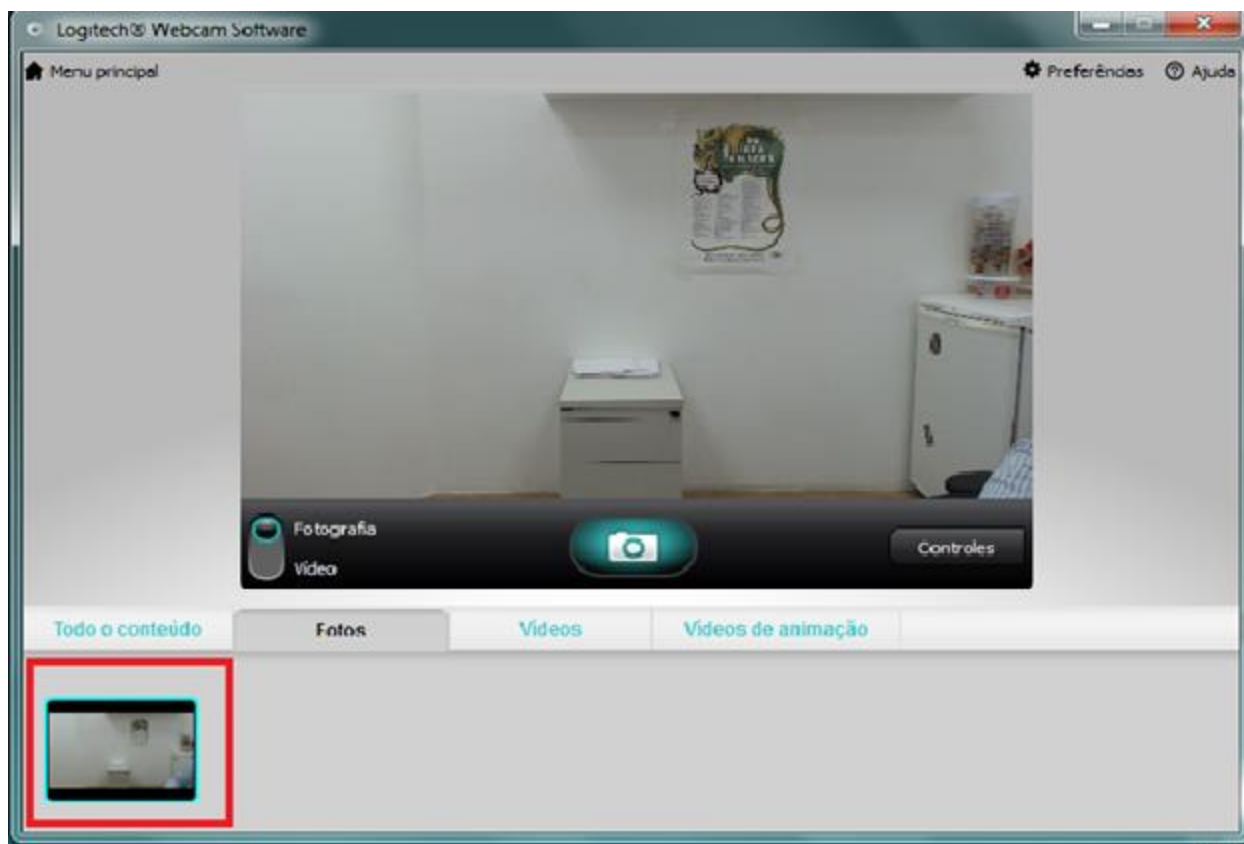 Logitech® Webcam Software
Menu principal
Preferências
Ajuda
Fotografia
Vídeo
Controles
Todo o conteúdo
Fotos
Vídeos
Vídeos de animação